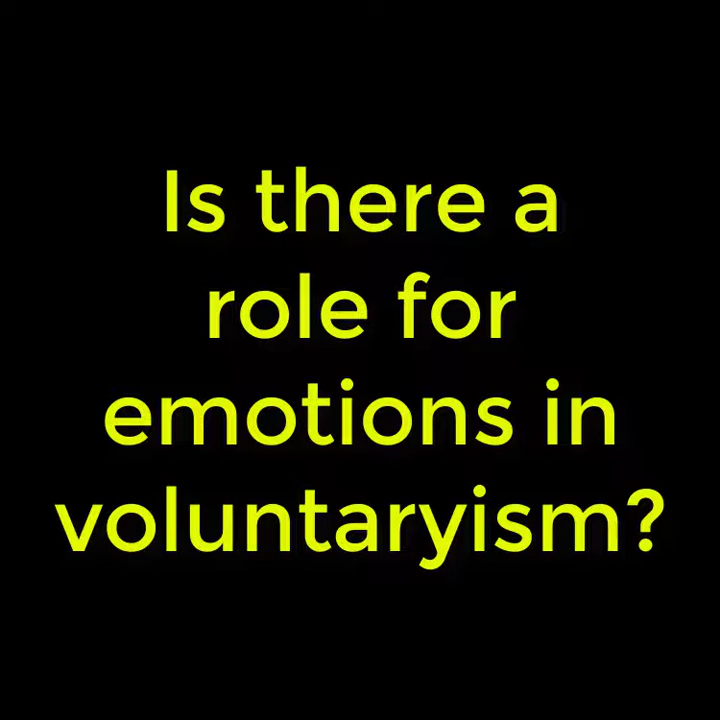 Is there a
role for
emotions in
voluntaryism?